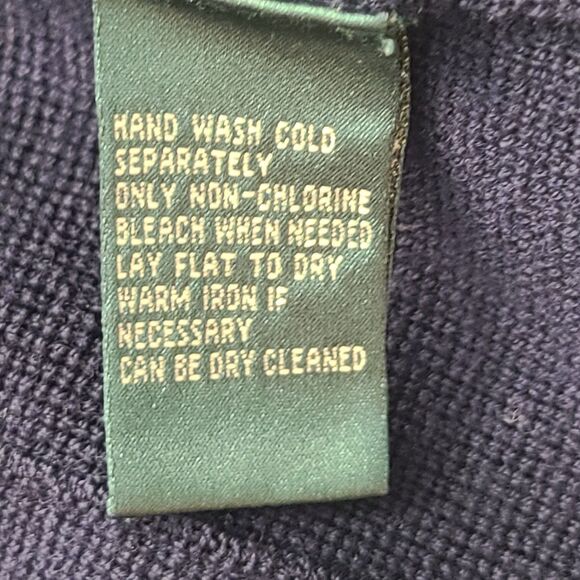 HAND WASH COLD
SEPARATELY
ONLY NON-CHLORINE
BLEACH WHEN NEEDED
LAY FLAT TO DRY
WARM IRON IF
NECESSARY
CAN BE DRY CLEANED